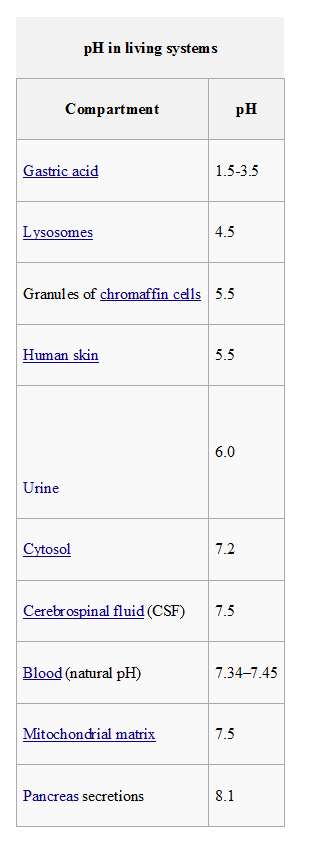 pH in living systems
Compartment pH
Gastric acid 1.5-3.5
Lysosomes 4.5
Granules of chromaffin cells 5.5
Human skin 5.5
Urine 6.0
Cytosol 7.2
Cerebrospinal fluid (CSF) 7.5
Blood (natural pH) 7.34–7.45
Mitochondrial matrix 7.5
Pancreas secretions 8.1